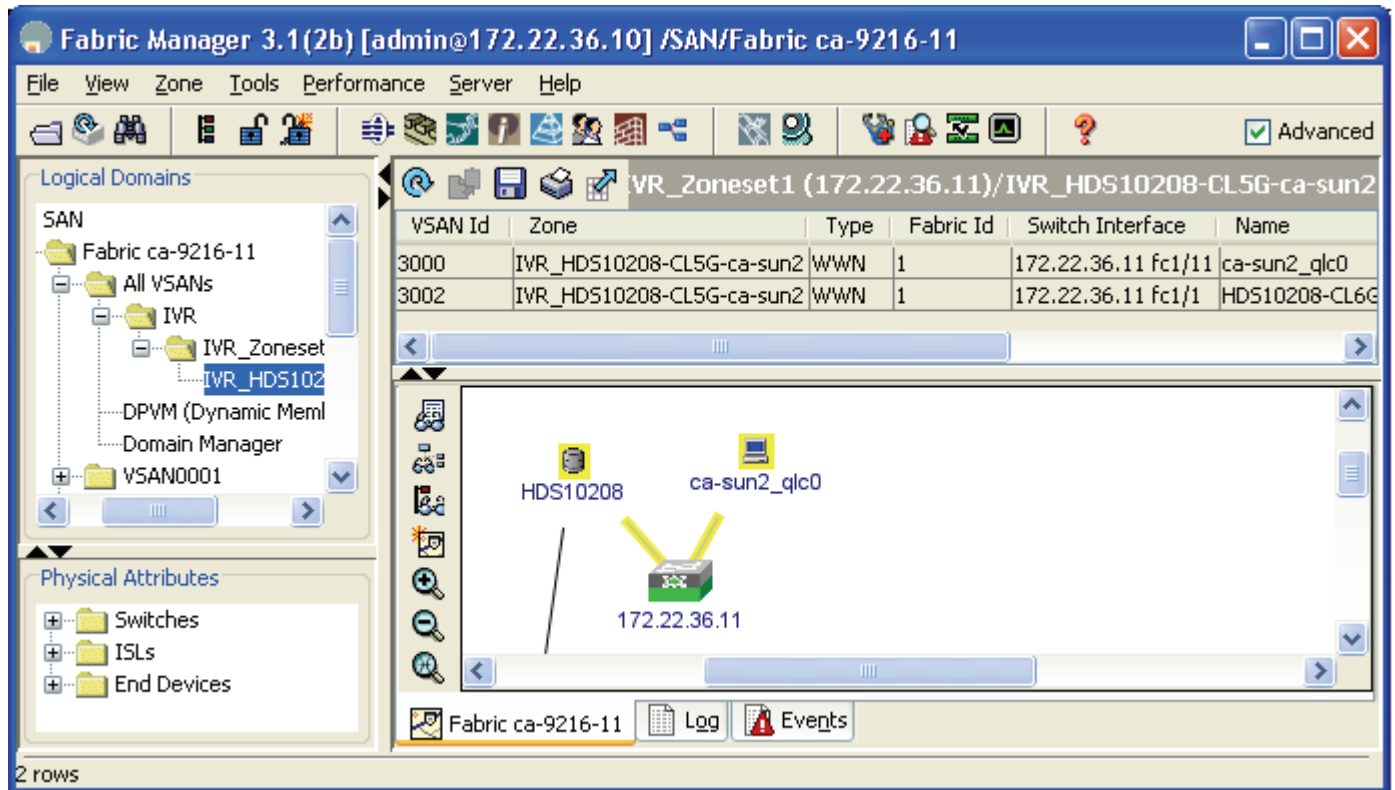 Fabric Manager 3.1(2b) [admin@172.22.36.10] /SAN/Fabric ca-9216-11
File View Zone Tools Performance Server Help
Advanced
Logical Domains
SAN
Fabric ca-9216-11
All VSANs
IVR
IVR_Zoneset
IVR_HDS102
DPVM (Dynamic Meml
Domain Manager
VSAN0001
Physical Attributes
Switches
ISLs
End Devices
VR_Zoneset1 (172.22.36.11)/IVR_HDS10208-CL5G-ca-sun2
VSAN Id Zone Type Fabric Id Switch Interface Name
3000 IVR_HDS10208-CL5G-ca-sun2 WWN 1 172.22.36.11 fc1/11 ca-sun2_qlc0
3002 IVR_HDS10208-CL5G-ca-sun2 WWN 1 172.22.36.11 fc1/1 HDS10208-CL6G
HDS10208
ca-sun2_qlc0
172.22.36.11
Fabric ca-9216-11 Log Events
2 rows